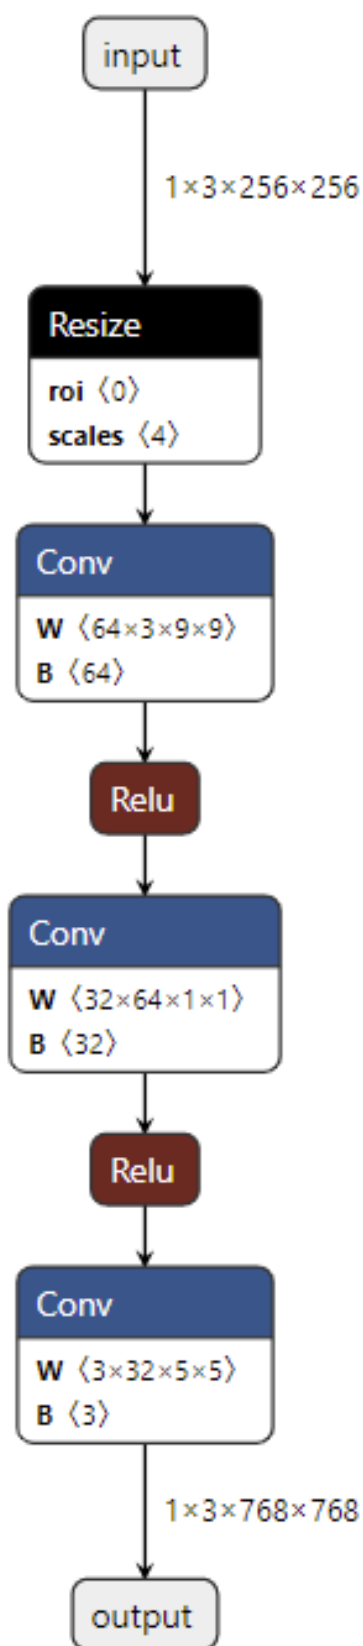 input
1×3×256×256
Resize
roi 〈0〉
scales 〈4〉
Conv
W 〈64×3×9×9〉
B 〈64〉
Relu
Conv
W 〈32×64×1×1〉
B 〈32〉
Relu
Conv
W 〈3×32×5×5〉
B 〈3〉
1×3×768×768
output